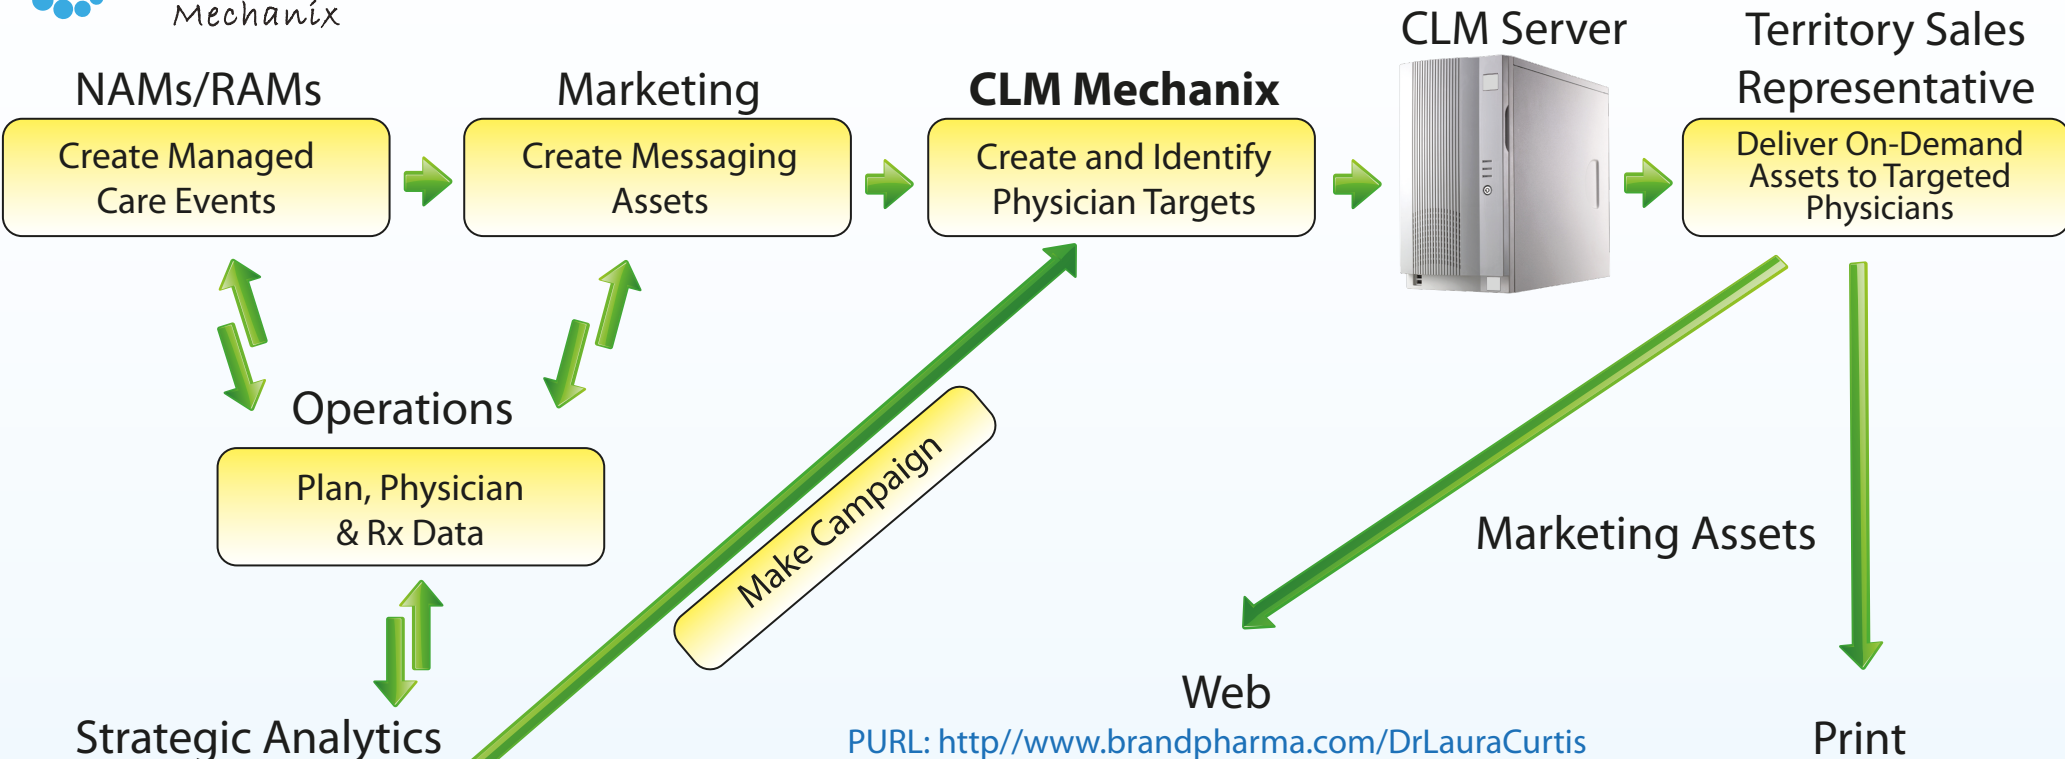 Mechanix
NAMs/RAMs
Create Managed
Care Events
Marketing
Create Messaging
Assets
CLM Mechanix
Create and Identify
Physician Targets
CLM Server
Territory Sales
Representative
Deliver On-Demand
Assets to Targeted
Physicians
Operations
Plan, Physician
& Rx Data
Make Campaign
Marketing Assets
Strategic Analytics
Web
PURL: http//www.brandpharma.com/DrLauraCurtis
Print